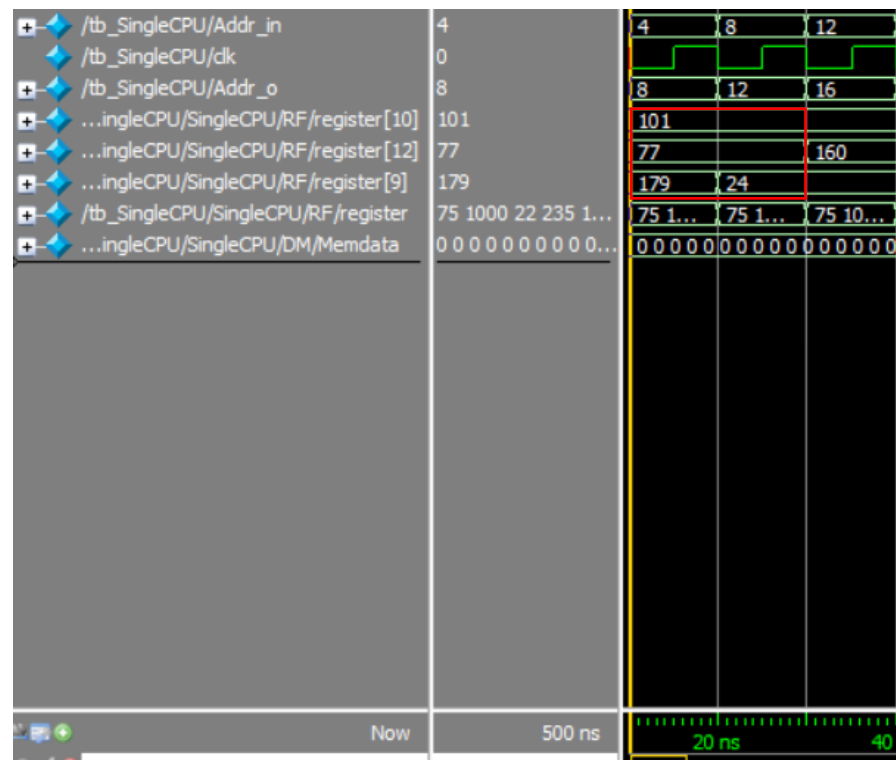 /tb_SingleCPU/Addr_in 4 4 8 12
/tb_SingleCPU/clk 0
/tb_SingleCPU/Addr_o 8 8 12 16
...ingleCPU/SingleCPU/RF/register[10] 101 101
...ingleCPU/SingleCPU/RF/register[12] 77 77 160
...ingleCPU/SingleCPU/RF/register[9] 179 179 24
/tb_SingleCPU/SingleCPU/RF/register 75 1000 22 235 1... 75 1... 75 1... 75 10...
...ingleCPU/SingleCPU/DM/Memdata 0 0 0 0 0 0 0 0 0 0... 0 0 0 0 0 0 0 0 0 0 0 0 0 0 0
Now 500 ns 20 ns 40